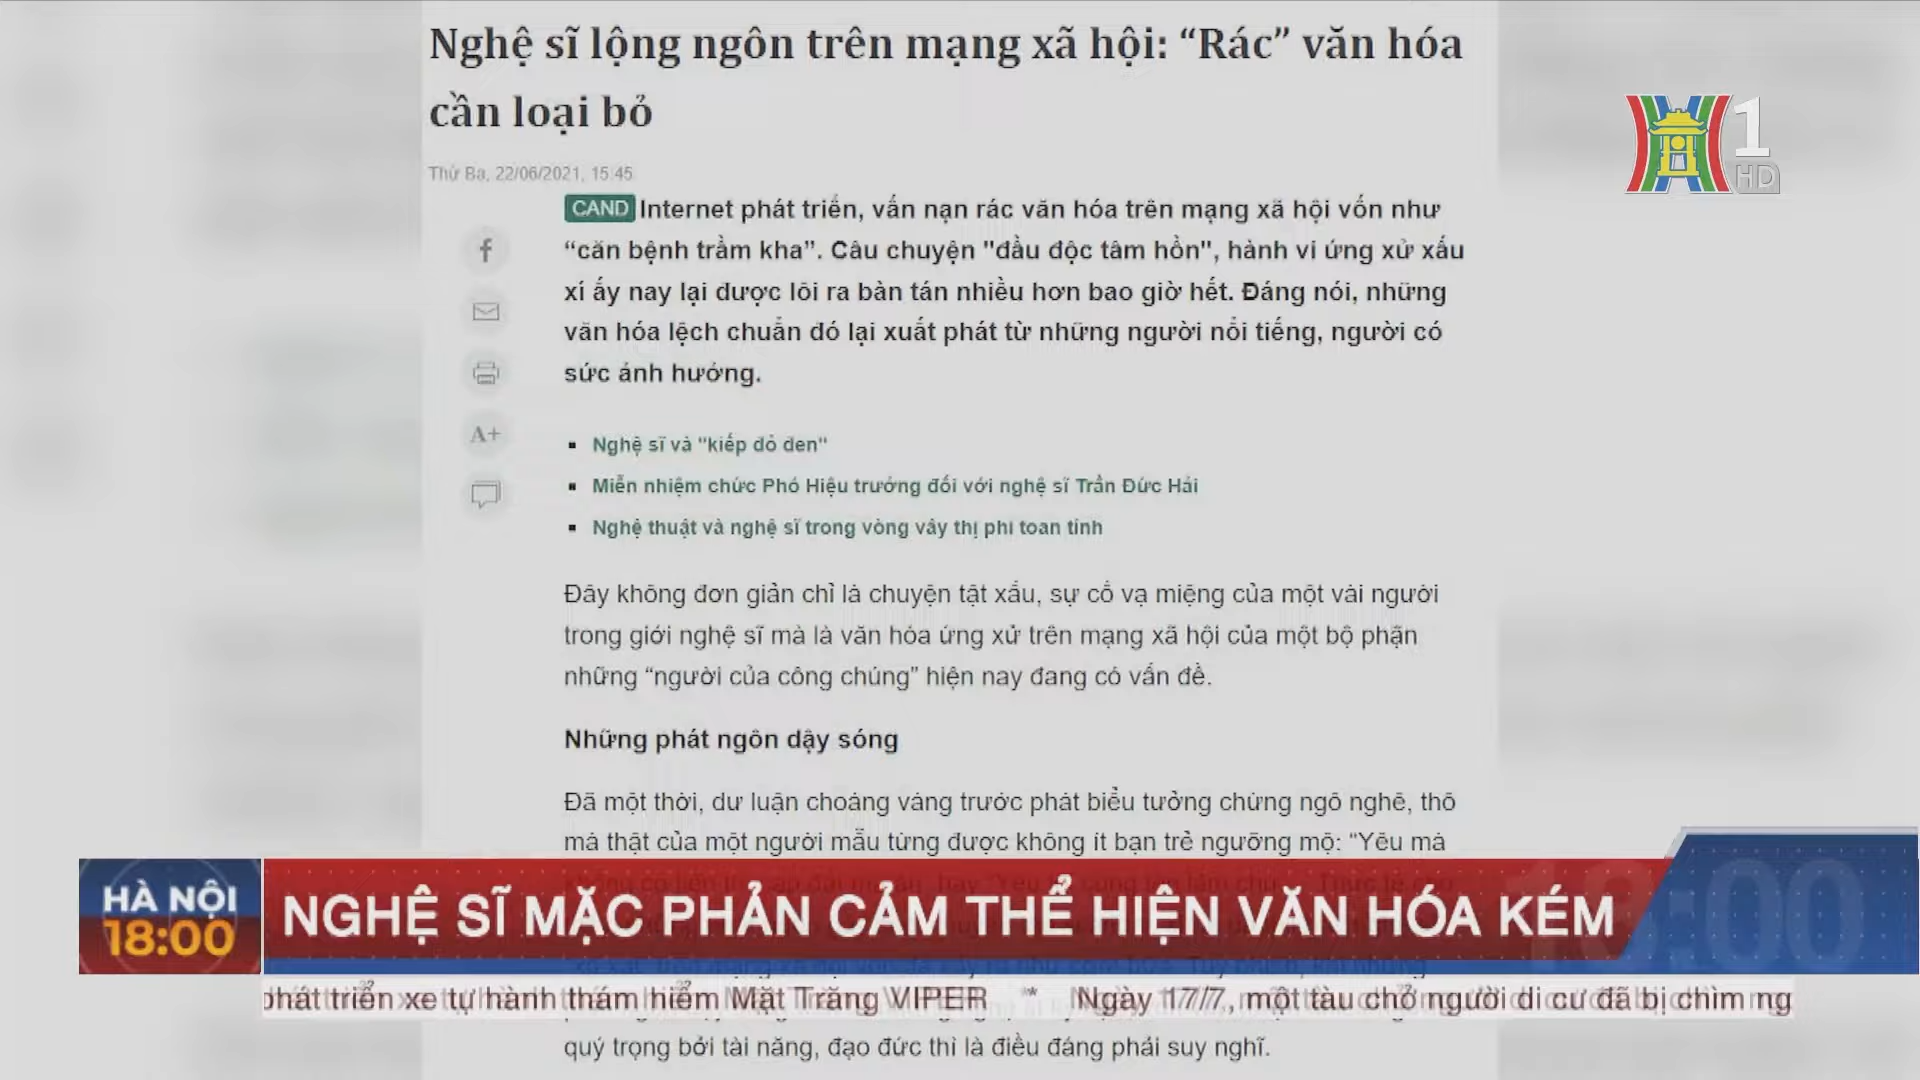 Nghệ sĩ lộng ngôn trên mạng xã hội: “Rác” văn hóa
cần loại bỏ
1
HD
Thứ Ba, 22/06/2021, 15:45
CAND Internet phát triển, vấn nạn rác văn hóa trên mạng xã hội vốn như
“căn bệnh trầm kha”. Câu chuyện "đầu độc tâm hồn", hành vi ứng xử xấu
xí ấy nay lại được lôi ra bàn tán nhiều hơn bao giờ hết. Đáng nói, những
văn hóa lệch chuẩn đó lại xuất phát từ những người nổi tiếng, người có
sức ảnh hưởng.
A+
Nghệ sĩ và "kiếp đỏ đen"
Miễn nhiệm chức Phó Hiệu trưởng đối với nghệ sĩ Trần Đức Hải
Nghệ thuật và nghệ sĩ trong vòng vây thị phi toan tính
Đây không đơn giản chỉ là chuyện tật xấu, sự cố vạ miệng của một vài người
trong giới nghệ sĩ mà là văn hóa ứng xử trên mạng xã hội của một bộ phận
những “người của công chúng” hiện nay đang có vấn đề.
Những phát ngôn dậy sóng
Đã một thời, dư luận choáng váng trước phát biểu tưởng chừng ngô nghê, thô
mà thật của một người mẫu từng được không ít bạn trẻ ngưỡng mộ: “Yêu mà
HÀ NỘI
18:00
NGHỆ SĨ MẶC PHẢN CẢM THỂ HIỆN VĂN HÓA KÉM
18:00
phát triển xe tự hành thám hiểm Mặt Trăng VIPER * Ngày 17/7, một tàu chở người di cư đã bị chìm ng
quý trọng bởi tài năng, đạo đức thì là điều đáng phải suy nghĩ.